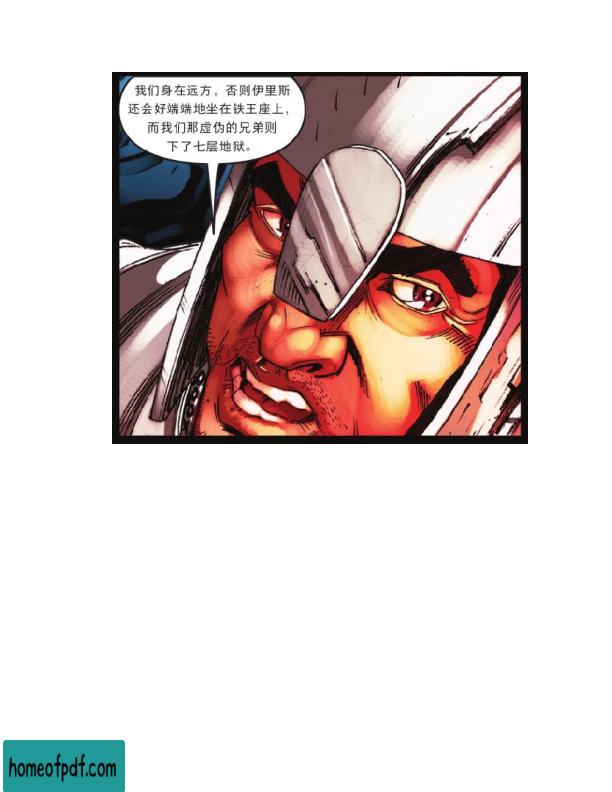 我们身在远方，否则伊里斯
还会好端端地坐在铁王座上，
而我们那虚伪的兄弟则
下了七层地狱。
homeofpdf.com